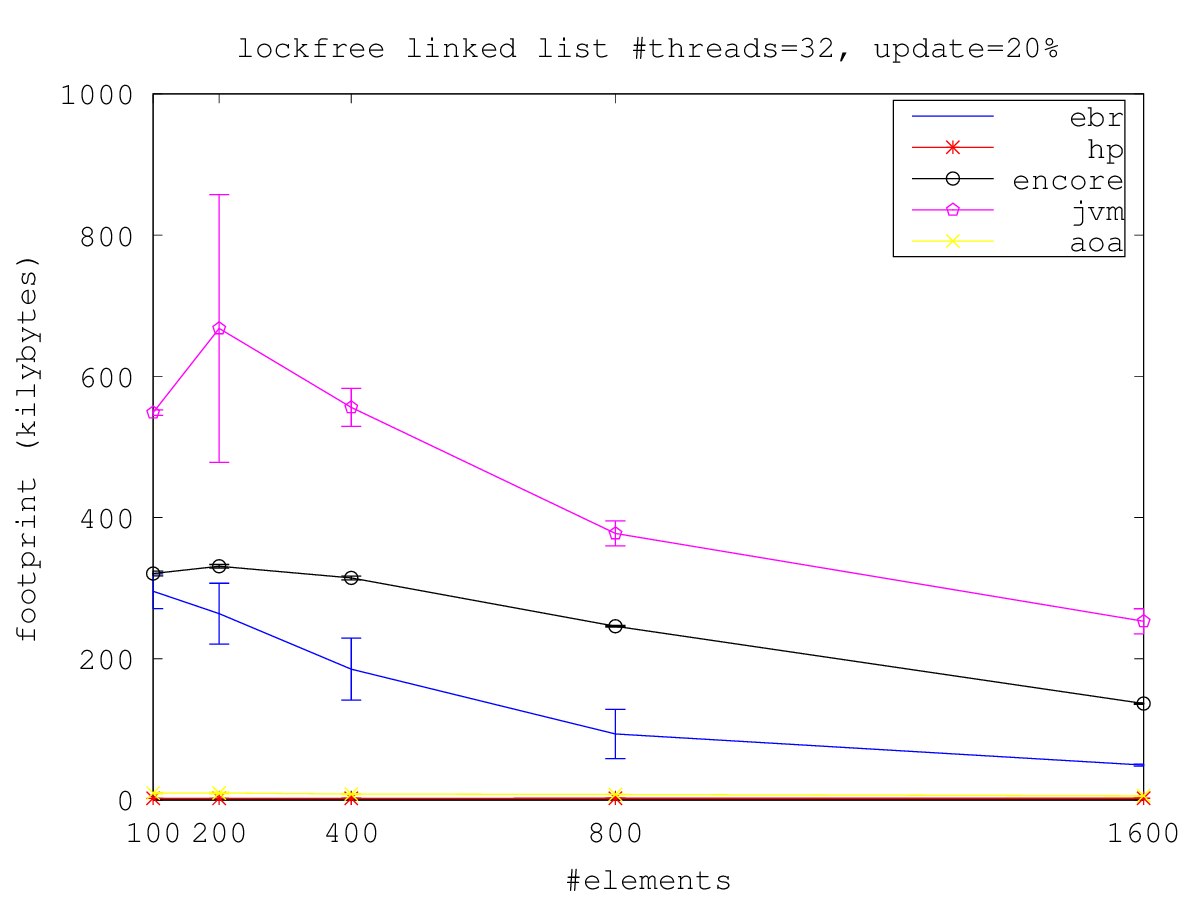 lockfree linked list #threads=32, update=20%
1000
800
600
400
200
0
footprint (kilybytes)
ebr
hp
encore
jvm
aoa
100 200 400 800 1600
#elements